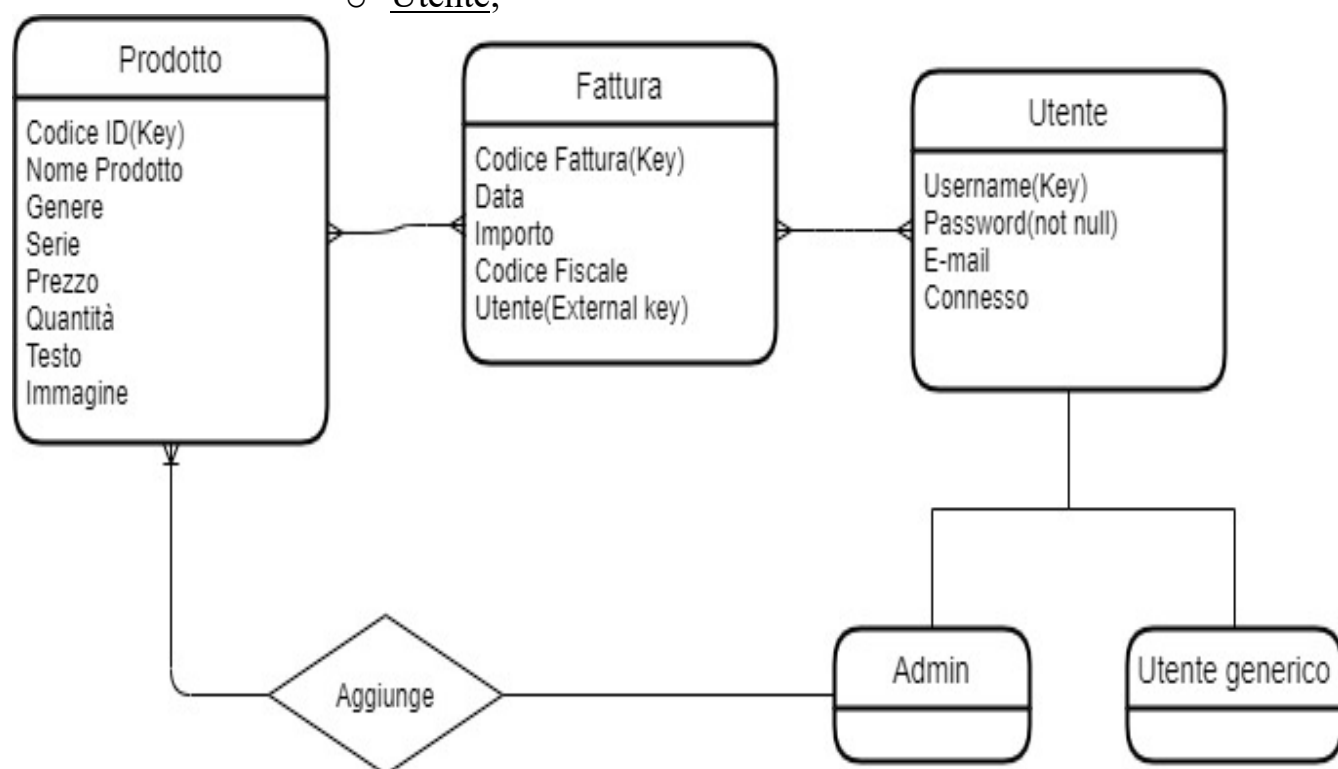 Utente;
Prodotto
Codice ID(Key)
Nome Prodotto
Genere
Serie
Prezzo
Quantità
Testo
Immagine
Fattura
Codice Fattura(Key)
Data
Importo
Codice Fiscale
Utente(External key)
Utente
Username(Key)
Password(not null)
E-mail
Connesso
Aggiunge
Admin
Utente generico